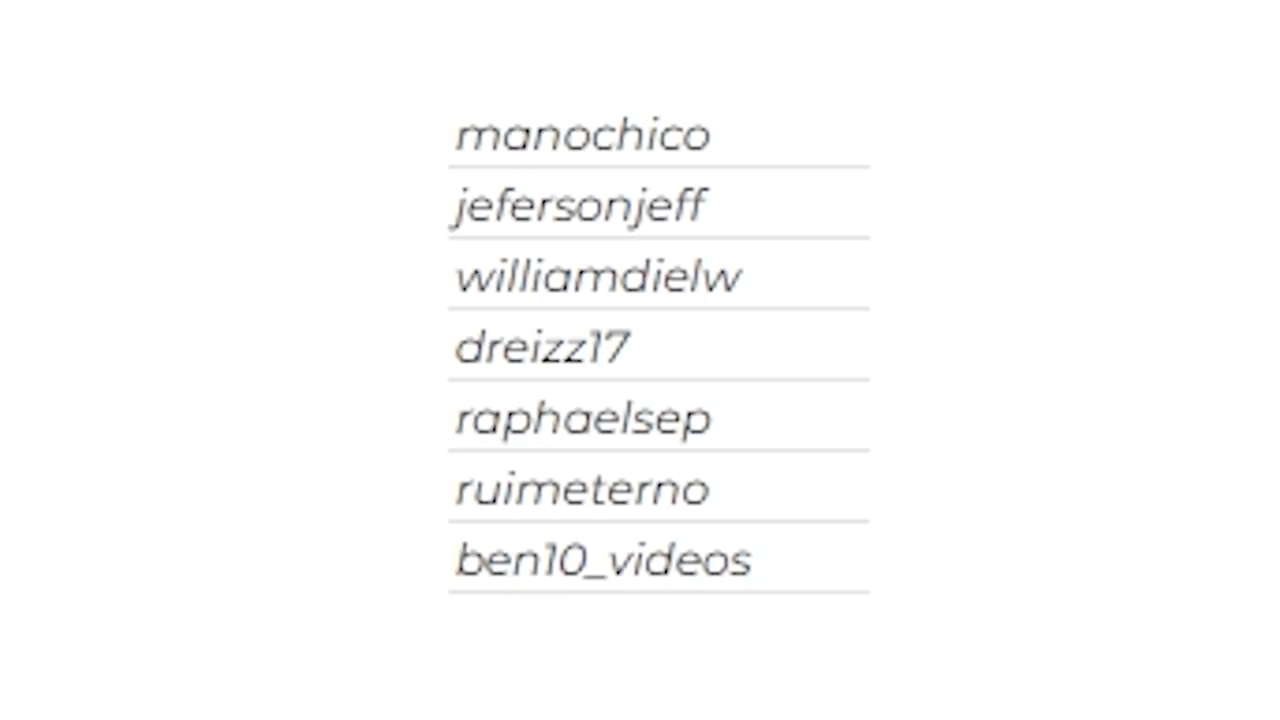 manochico
jefersonjeff
williamdielw
dreizz17
raphaelsep
ruimeterno
ben10_videos